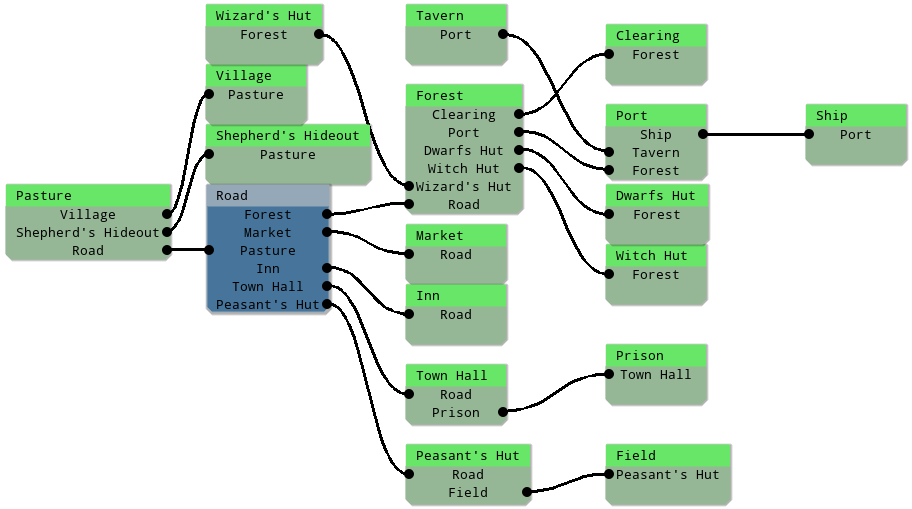 Wizard's Hut
Forest
Village
Pasture
Shepherd's Hideout
Pasture
Pasture
Village
Shepherd's Hideout
Road
Road
Forest
Market
Pasture
Inn
Town Hall
Peasant's Hut
Tavern
Port
Forest
Clearing
Port
Dwarfs Hut
Witch Hut
Wizard's Hut
Road
Market
Road
Inn
Road
Town Hall
Road
Prison
Peasant's Hut
Road
Field
Clearing
Forest
Port
Ship
Tavern
Forest
Dwarfs Hut
Forest
Witch Hut
Forest
Prison
Town Hall
Field
Peasant's Hut
Ship
Port